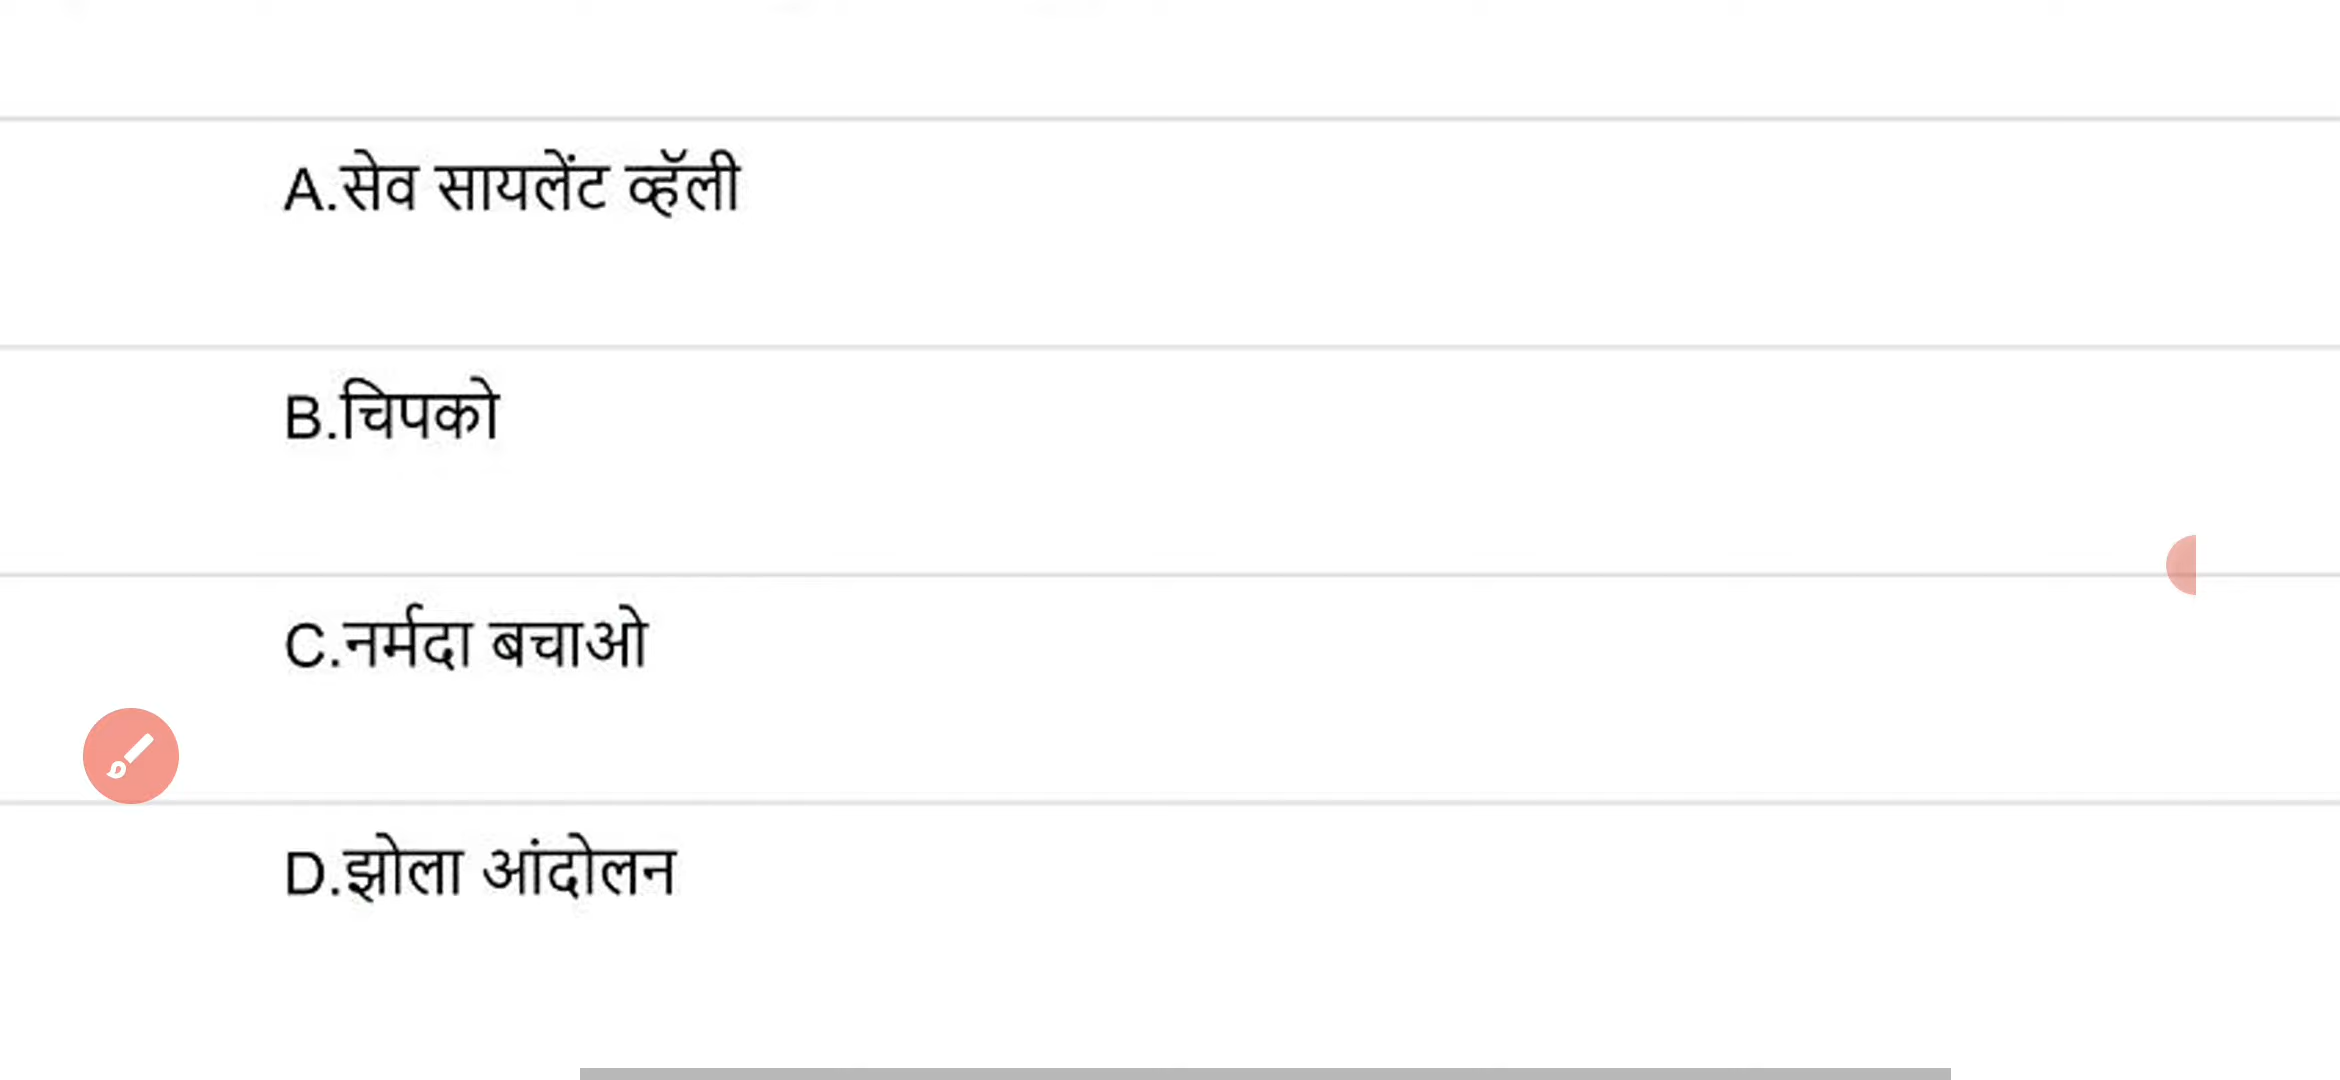 A.सेव सायलेंट व्हॅली
B.चिपको
C.नर्मदा बचाओ
D.झोला आंदोलन